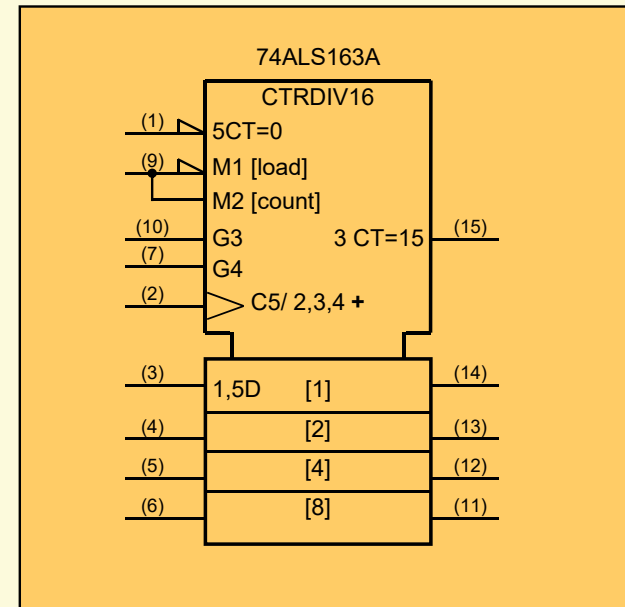 74ALS163A
CTRDIV16
(1) 5CT=0
(9) M1 [load]
M2 [count]
(10) G3 3 CT=15 (15)
(7) G4
(2) C5/ 2,3,4 +
(3) 1,5D [1] (14)
(4) [2] (13)
(5) [4] (12)
(6) [8] (11)